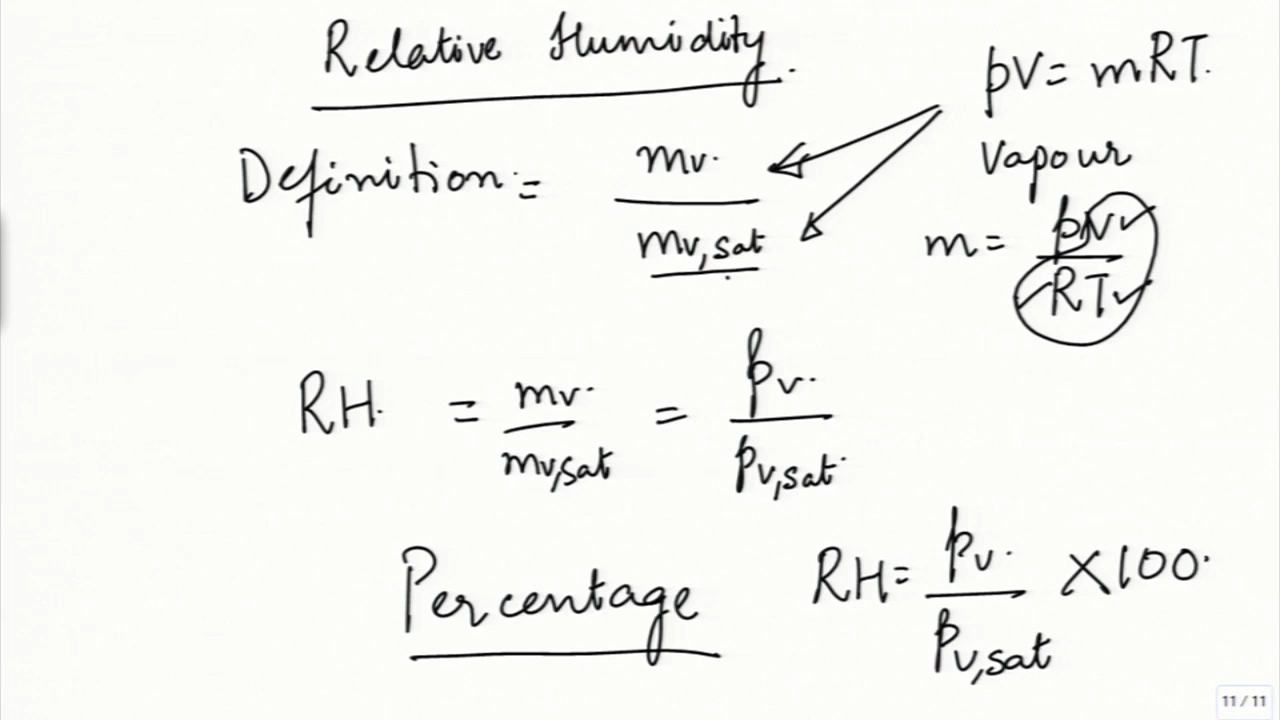 Relative Humidity.
pV = mRT.
Definition := mv. / mv,sat
Vapour
m = pV / RT
RH. = mv. / mv,sat = pv. / pv,sat.
Percentage RH = pv. / pv,sat × 100.
11 / 11